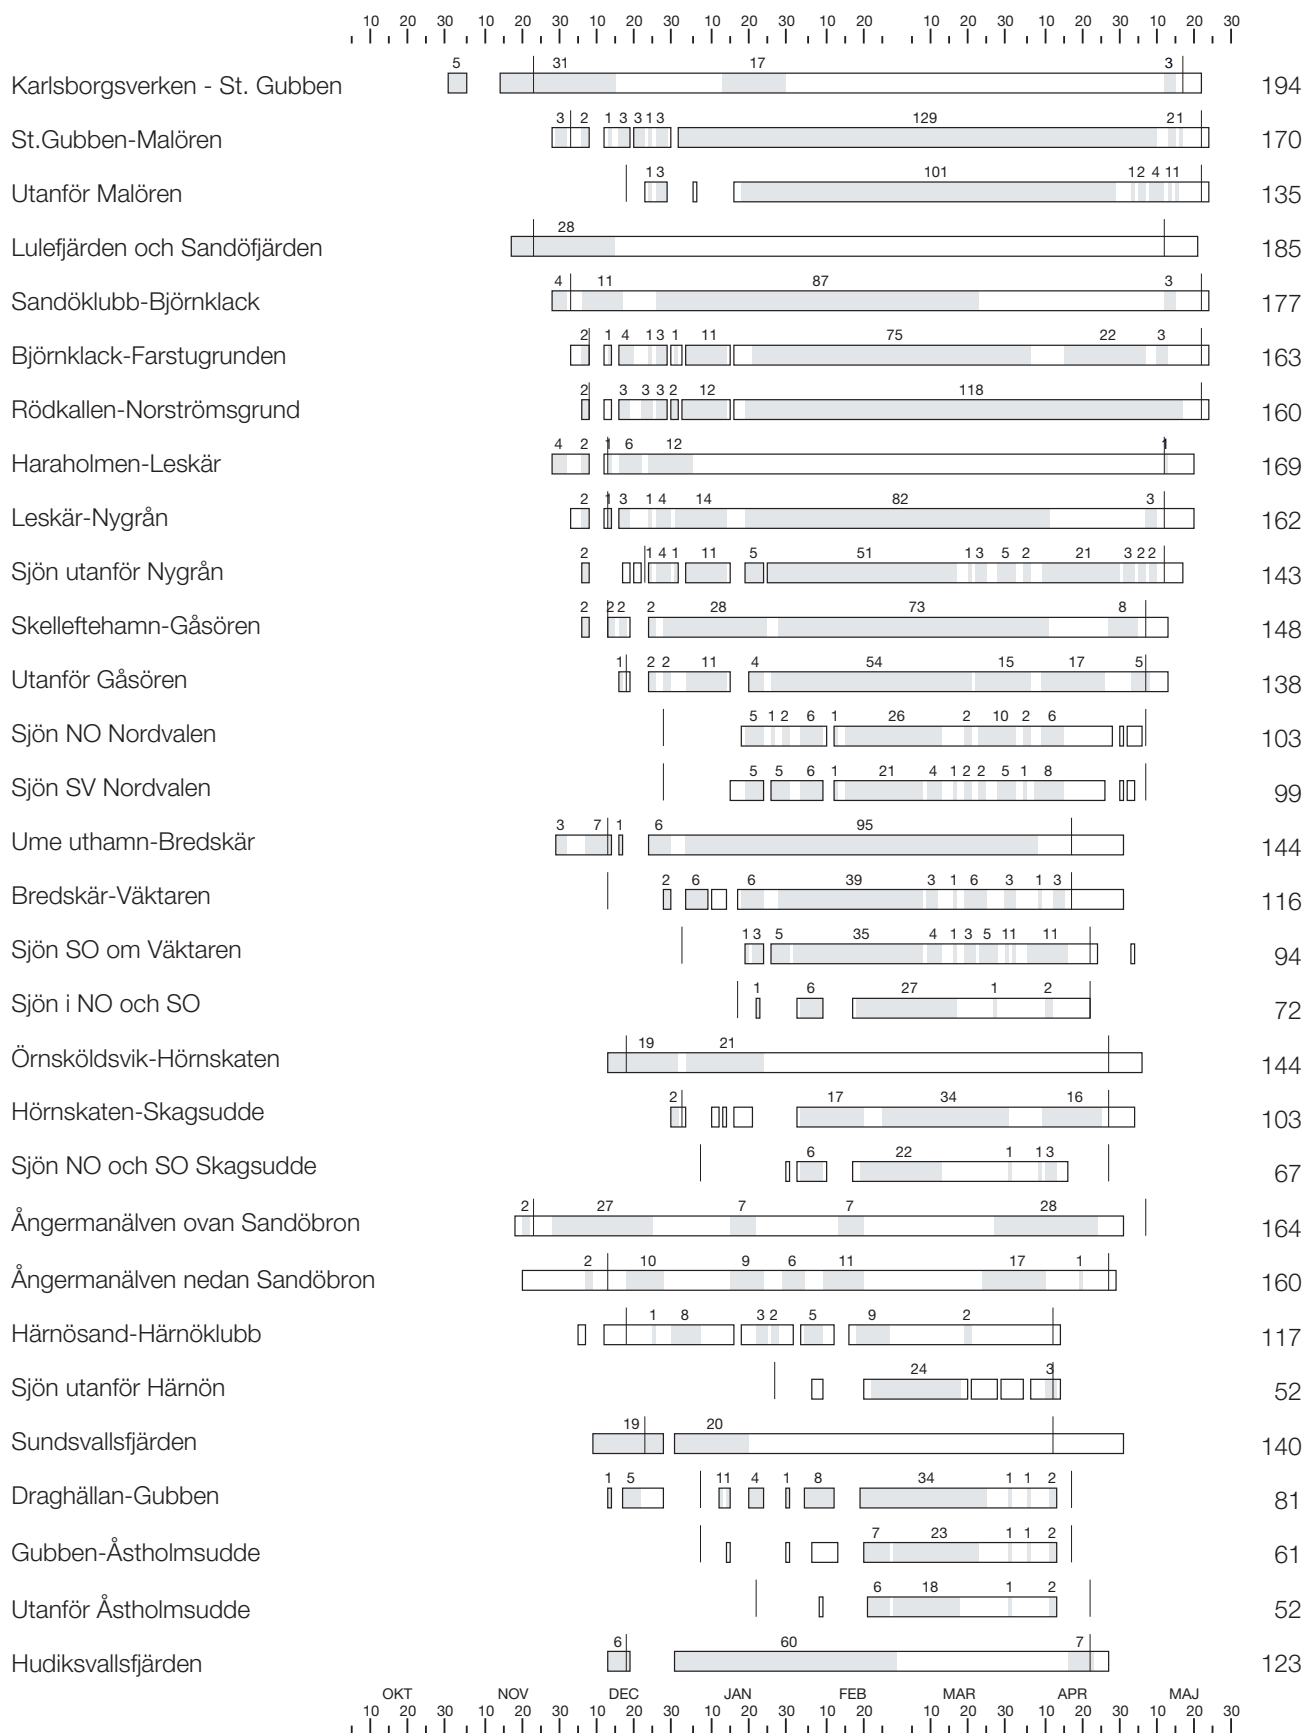 10 20 30 10 20 30 10 20 30 10 20 30 10 20 10 20 30 10 20 30 10 20 30
5 31 17 3
Karlsborgsverken - St. Gubben 194
3 2 1 3 3 1 3 129 2 1
St.Gubben-Malören 170
1 3 101 1 2 4 1 1
Utanför Malören 135
28
Lulefjärden och Sandöfjärden 185
4 11 87 3
Sandöklubb-Björnklack 177
2 1 4 1 3 1 11 75 22 3
Björnklack-Farstugrunden 163
2 3 3 3 2 12 118
Rödkallen-Norströmsgrund 160
4 2 1 6 12 1
Haraholmen-Leskär 169
2 1 3 1 4 14 82 3
Leskär-Nygrån 162
2 1 4 1 11 5 51 1 3 5 2 21 3 2 2
Sjön utanför Nygrån 143
2 2 2 2 28 73 8
Skelleftehamn-Gåsören 148
1 2 2 11 4 54 15 17 5
Utanför Gåsören 138
5 1 2 6 1 26 2 10 2 6
Sjön NO Nordvalen 103
5 5 6 1 21 4 1 2 2 5 1 8
Sjön SV Nordvalen 99
3 7 1 6 95
Ume uthamn-Bredskär 144
2 6 6 39 3 1 6 3 1 3
Bredskär-Väktaren 116
1 3 5 35 4 1 3 5 1 1 11
Sjön SO om Väktaren 94
1 6 27 1 2
Sjön i NO och SO 72
19 21
Örnsköldsvik-Hörnskaten 144
2 17 34 16
Hörnskaten-Skagsudde 103
6 22 1 1 3
Sjön NO och SO Skagsudde 67
2 27 7 7 28
Ångermanälven ovan Sandöbron 164
2 10 9 6 11 17 1
Ångermanälven nedan Sandöbron 160
1 8 3 2 5 9 2
Härnösand-Härnöklubb 117
24 3
Sjön utanför Härnön 52
19 20
Sundsvallsfjärden 140
1 5 1 1 4 1 8 34 1 1 2
Draghällan-Gubben 81
7 23 1 1 2
Gubben-Åstholmsudde 61
6 18 1 2
Utanför Åstholmsudde 52
6 60 7
Hudiksvallsfjärden 123
OKT NOV DEC JAN FEB MAR APR MAJ
10 20 30 10 20 30 10 20 30 10 20 30 10 20 10 20 30 10 20 30 10 20 30